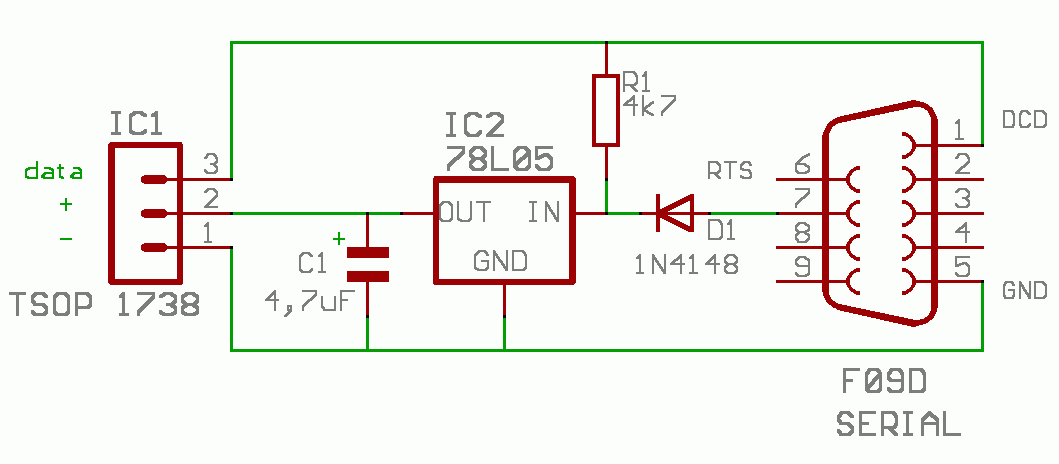 IC1
data
+
-
3
2
1
TSOP 1738
+
C1
4,7uF
IC2
78L05
OUT IN
GND
R1
4k7
D1
1N4148
RTS
6
7
8
9
1
2
3
4
5
DCD
GND
F09D
SERIAL